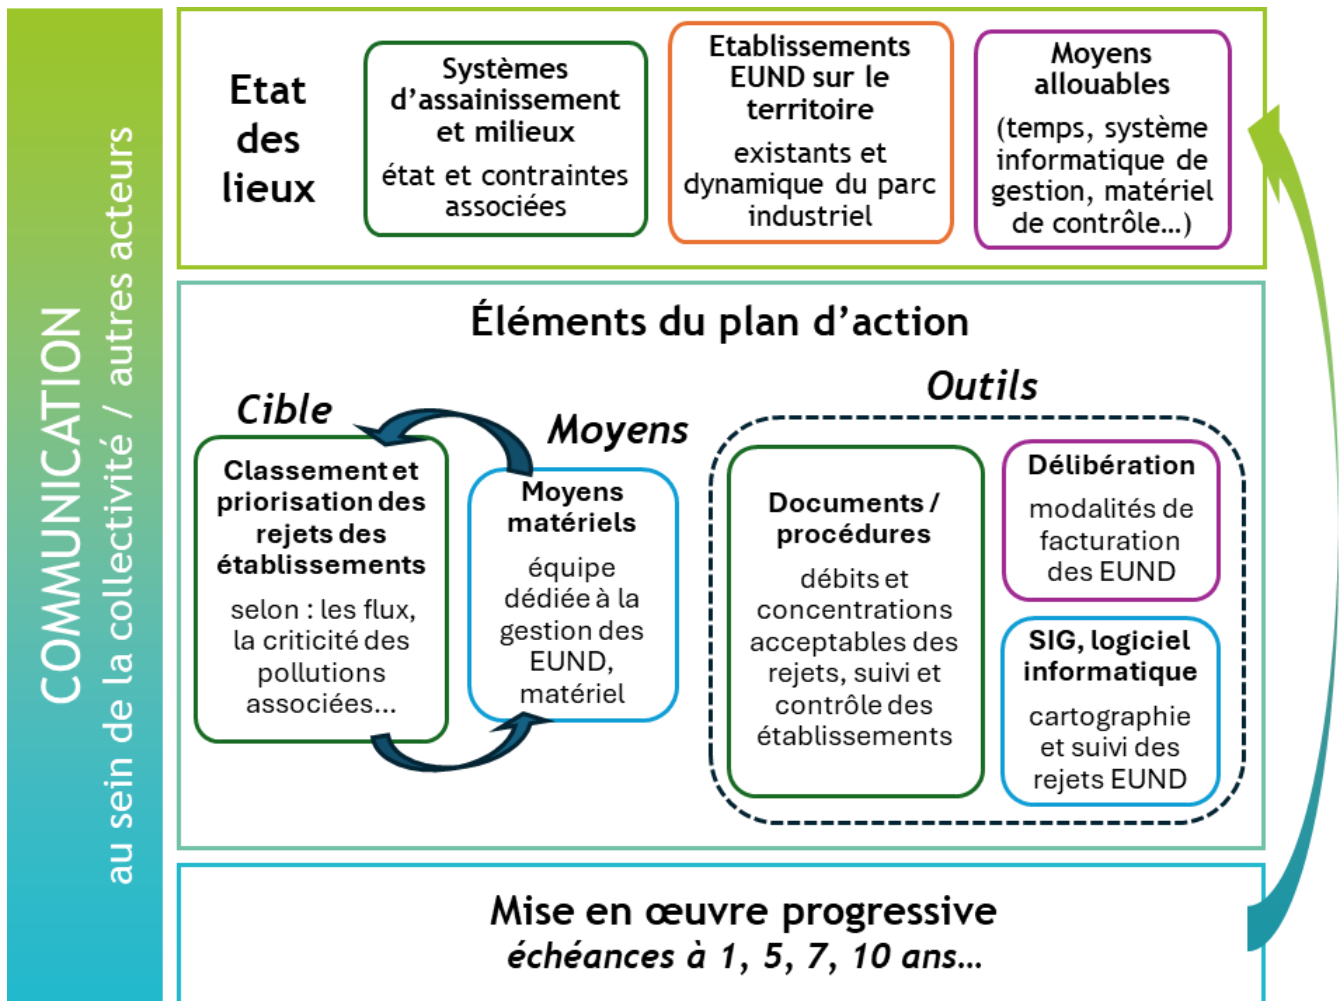 COMMUNICATION
au sein de la collectivité / autres acteurs
Etat
des
lieux
Systèmes
d'assainissement
et milieux
état et contraintes
associées
Etablissements
EUND sur le
territoire
existants et
dynamique du parc
industriel
Moyens
allouables
(temps, système
informatique de
gestion, matériel
de contrôle…)
Éléments du plan d'action
Cible
Classement et
priorisation des
rejets des
établissements
selon : les flux,
la criticité des
pollutions
associées...
Moyens
Moyens
matériels
équipe
dédiée à la
gestion des
EUND,
matériel
Outils
Documents /
procédures
débits et
concentrations
acceptables des
rejets, suivi et
contrôle des
établissements
Délibération
modalités de
facturation
des EUND
SIG, logiciel
informatique
cartographie
et suivi des
rejets EUND
Mise en œuvre progressive
échéances à 1, 5, 7, 10 ans…